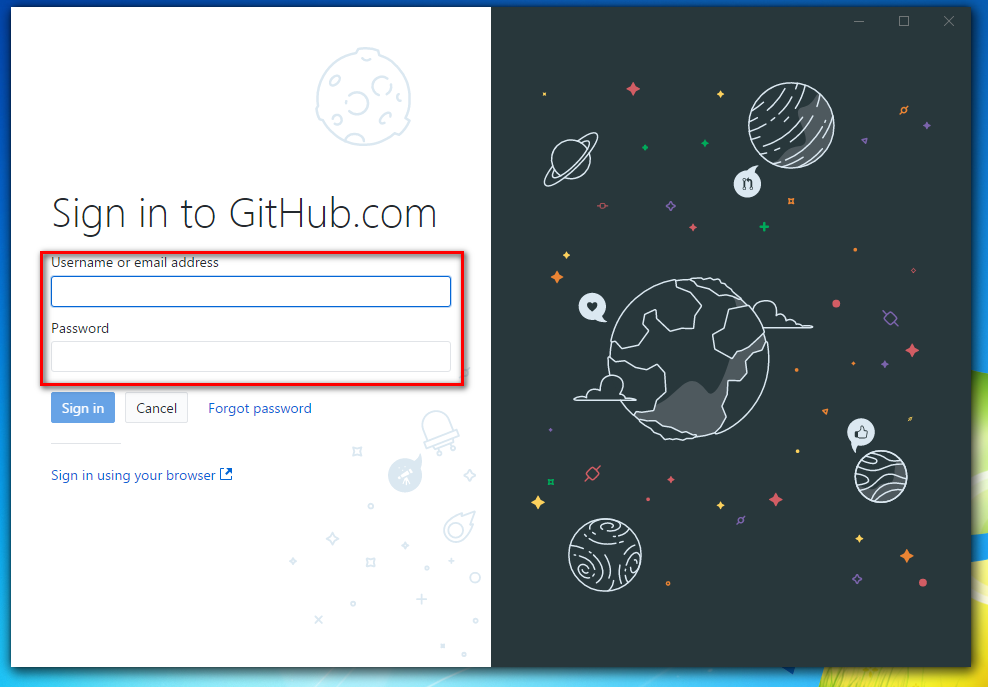 Sign in to GitHub.com
Username or email address
Password
Sign in Cancel Forgot password
Sign in using your browser